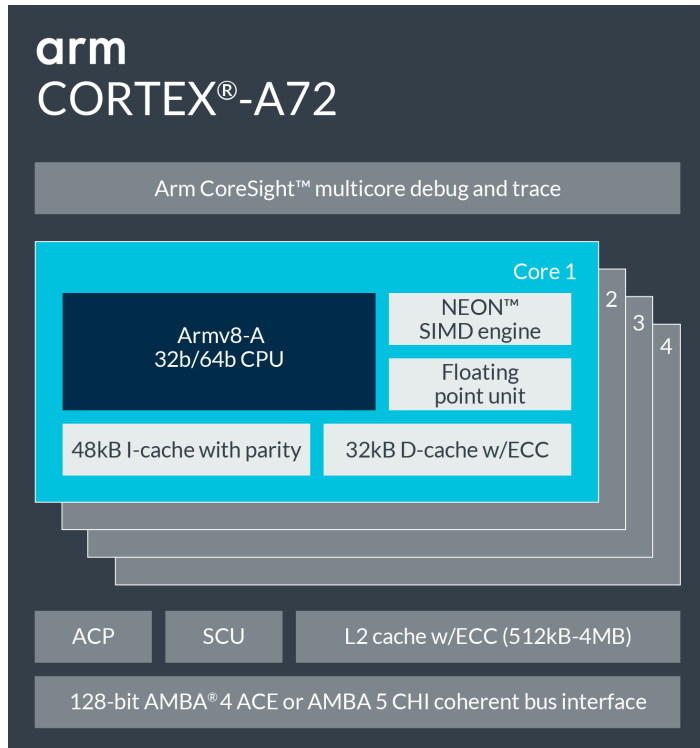 arm
CORTEX®-A72
Arm CoreSight™ multicore debug and trace
Core 1
2
3
4
Armv8-A
32b/64b CPU
NEON™
SIMD engine
Floating
point unit
48kB I-cache with parity
32kB D-cache w/ECC
ACP
SCU
L2 cache w/ECC (512kB-4MB)
128-bit AMBA® 4 ACE or AMBA 5 CHI coherent bus interface